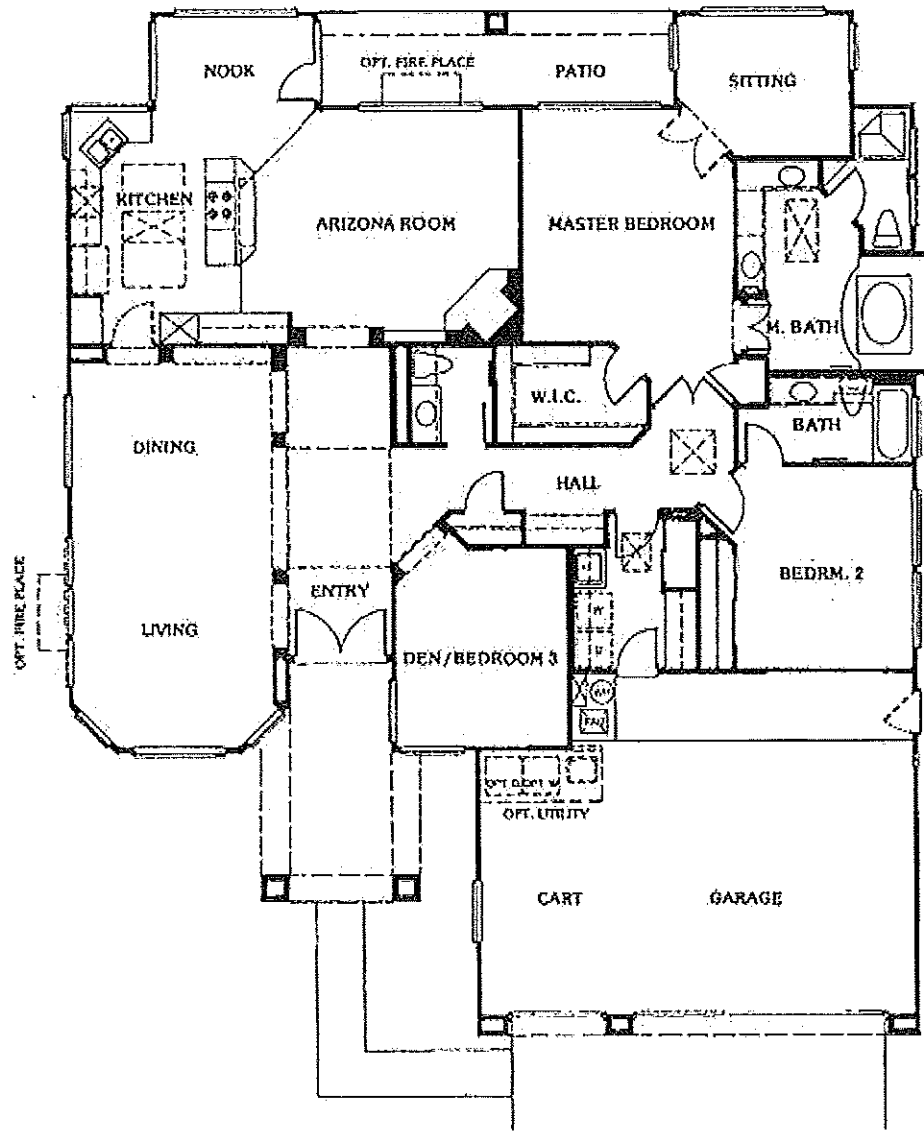 NOOK
OPT. FIRE PLACE
PATIO
SITTING
KITCHEN
ARIZONA ROOM
MASTER BEDROOM
M. BATH
W.I.C.
BATH
DINING
HALL
OPT. FIRE PLACE
ENTRY
BEDRM. 2
LIVING
DEN/BEDROOM 3
OPT. UTILITY
CART
GARAGE